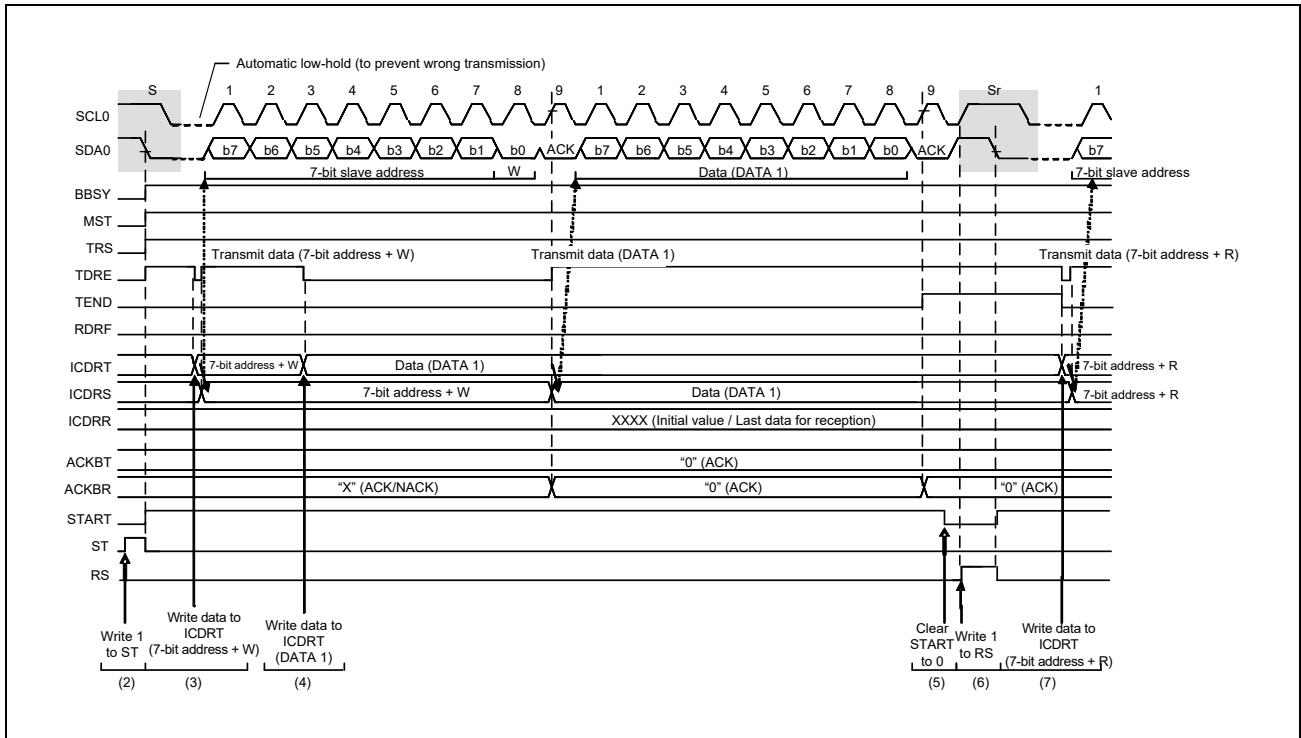 Automatic low-hold (to prevent wrong transmission)
S 1 2 3 4 5 6 7 8 9 1 2 3 4 5 6 7 8 9 Sr 1
SCL0
SDA0 b7 b6 b5 b4 b3 b2 b1 b0 ACK b7 b6 b5 b4 b3 b2 b1 b0 ACK b7
7-bit slave address W Data (DATA 1) 7-bit slave address
BBSY
MST
TRS
Transmit data (7-bit address + W) Transmit data (DATA 1) Transmit data (7-bit address + R)
TDRE
TEND
RDRF
ICDRT 7-bit address + W Data (DATA 1) 7-bit address + R
ICDRS 7-bit address + W Data (DATA 1) 7-bit address + R
ICDRR XXXX (Initial value / Last data for reception)
ACKBT “0” (ACK)
ACKBR “X” (ACK/NACK) “0” (ACK) “0” (ACK)
START
ST
RS
Write 1
to ST
Write data to
ICDRT
(7-bit address + W)
Write data to
ICDRT
(DATA 1)
Clear
START
to 0
Write 1
to RS
Write data to
ICDRT
(7-bit address + R)
(2) (3) (4) (5) (6) (7)